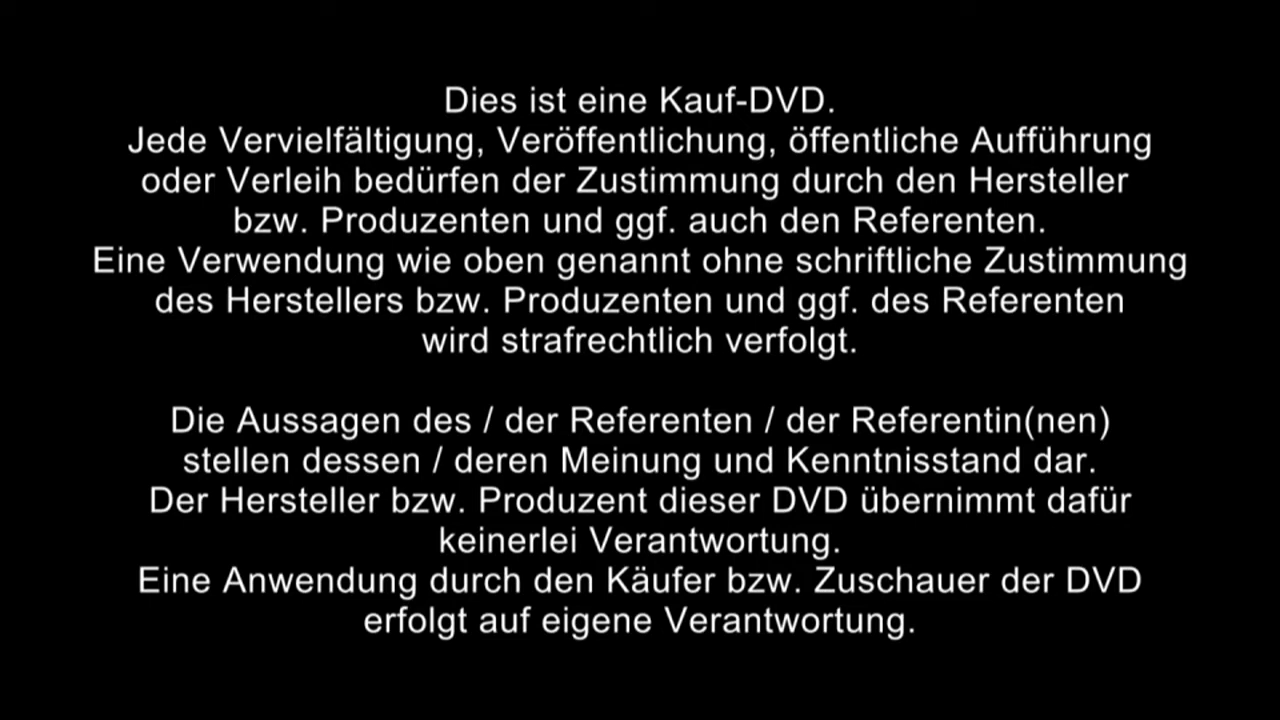 Dies ist eine Kauf-DVD.
Jede Vervielfältigung, Veröffentlichung, öffentliche Aufführung
oder Verleih bedürfen der Zustimmung durch den Hersteller
bzw. Produzenten und ggf. auch den Referenten.
Eine Verwendung wie oben genannt ohne schriftliche Zustimmung
des Herstellers bzw. Produzenten und ggf. des Referenten
wird strafrechtlich verfolgt.
Die Aussagen des / der Referenten / der Referentin(nen)
stellen dessen / deren Meinung und Kenntnisstand dar.
Der Hersteller bzw. Produzent dieser DVD übernimmt dafür
keinerlei Verantwortung.
Eine Anwendung durch den Käufer bzw. Zuschauer der DVD
erfolgt auf eigene Verantwortung.